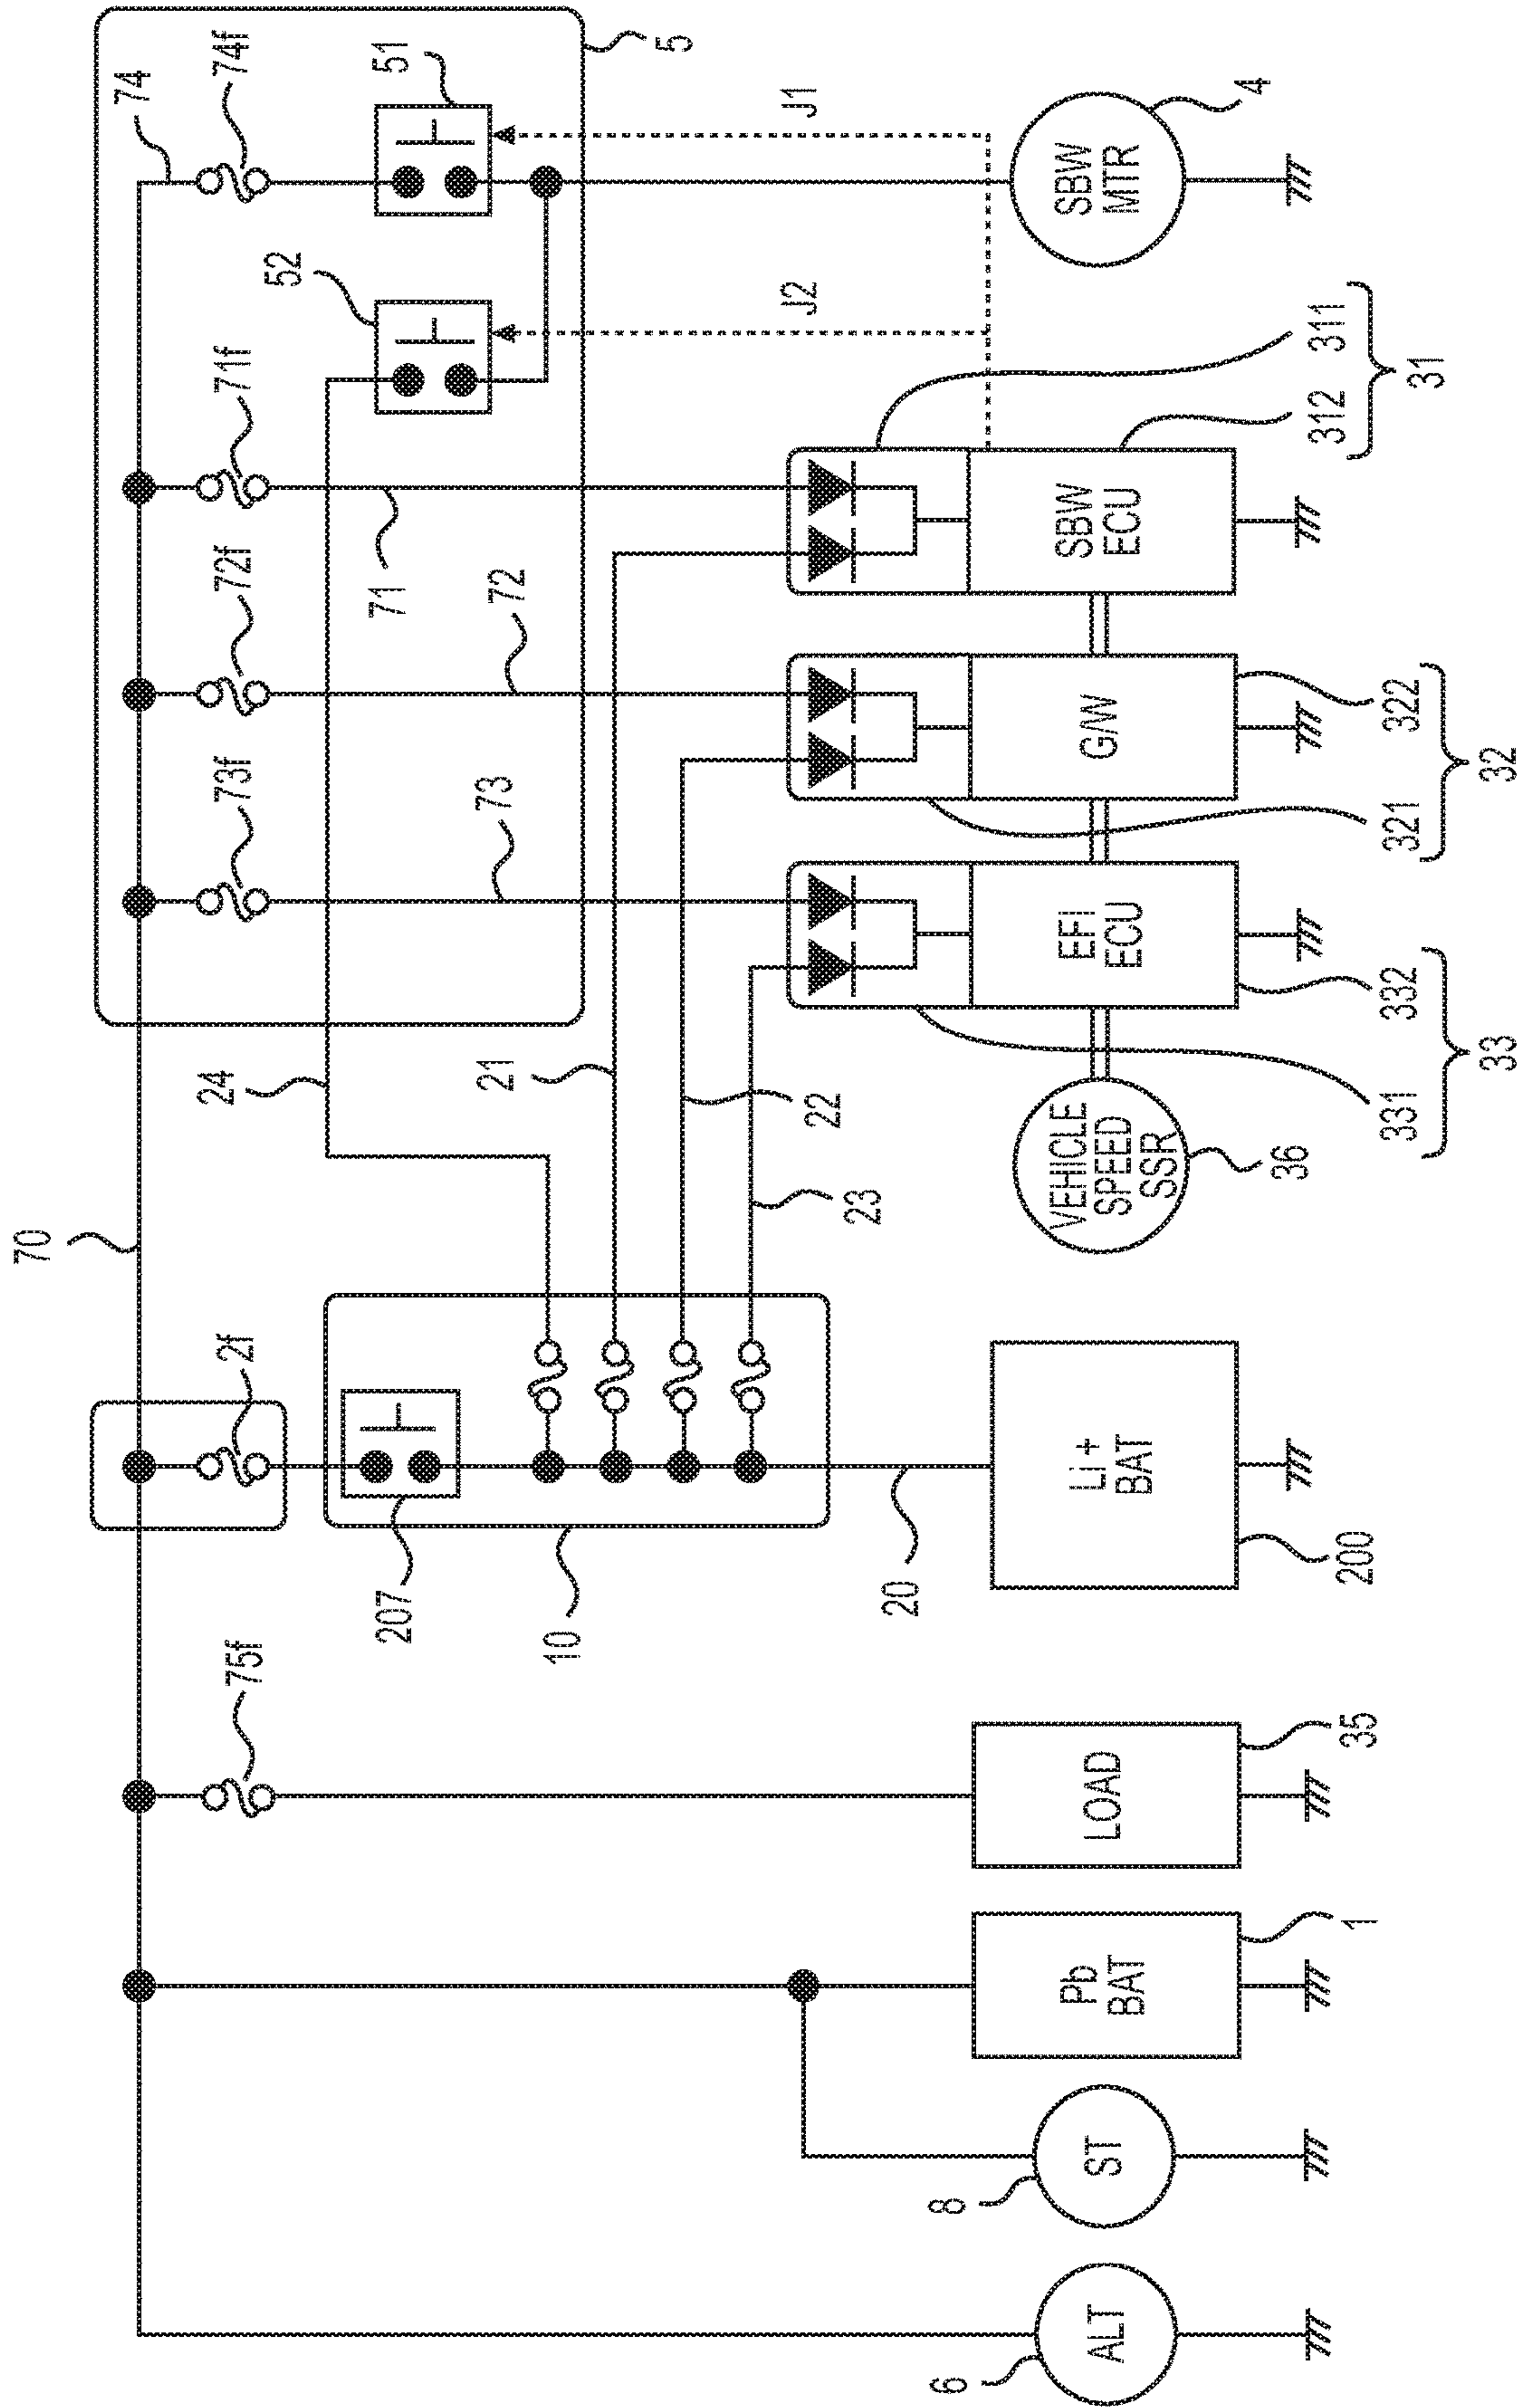 70
74
74f
51
5
52
71f
72f
73f
71
72
73
J1
J2
SBW
MTR
4
24
21
22
23
SBW
ECU
311
312
31
G/W
322
321
32
EFI
ECU
332
331
33
VEHICLE
SPEED
SSR
36
2f
207
10
20
Li+
BAT
200
75f
LOAD
35
Pb
BAT
1
ST
8
ALT
6